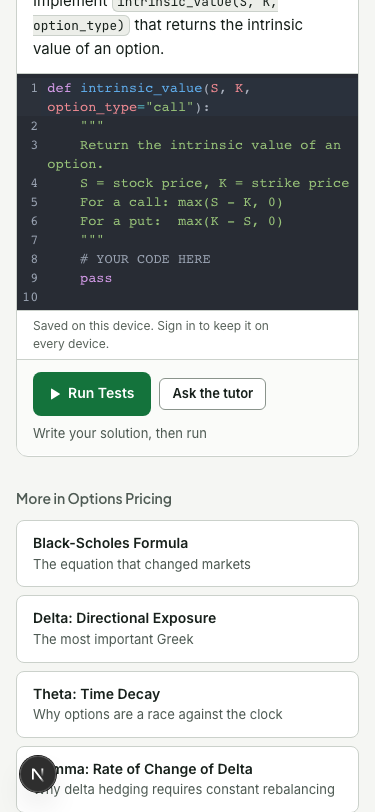 implement intrinsic_value(S, K,
option_type) that returns the intrinsic
value of an option.
1 def intrinsic_value(S, K,
option_type="call"):
2 """
3 Return the intrinsic value of an
option.
4 S = stock price, K = strike price
5 For a call: max(S - K, 0)
6 For a put:  max(K - S, 0)
7 """
8 # YOUR CODE HERE
9 pass
10
Saved on this device. Sign in to keep it on
every device.
Run Tests
Ask the tutor
Write your solution, then run
More in Options Pricing
Black-Scholes Formula
The equation that changed markets
Delta: Directional Exposure
The most important Greek
Theta: Time Decay
Why options are a race against the clock
mma: Rate of Change of Delta
N
hy delta hedging requires constant rebalancing